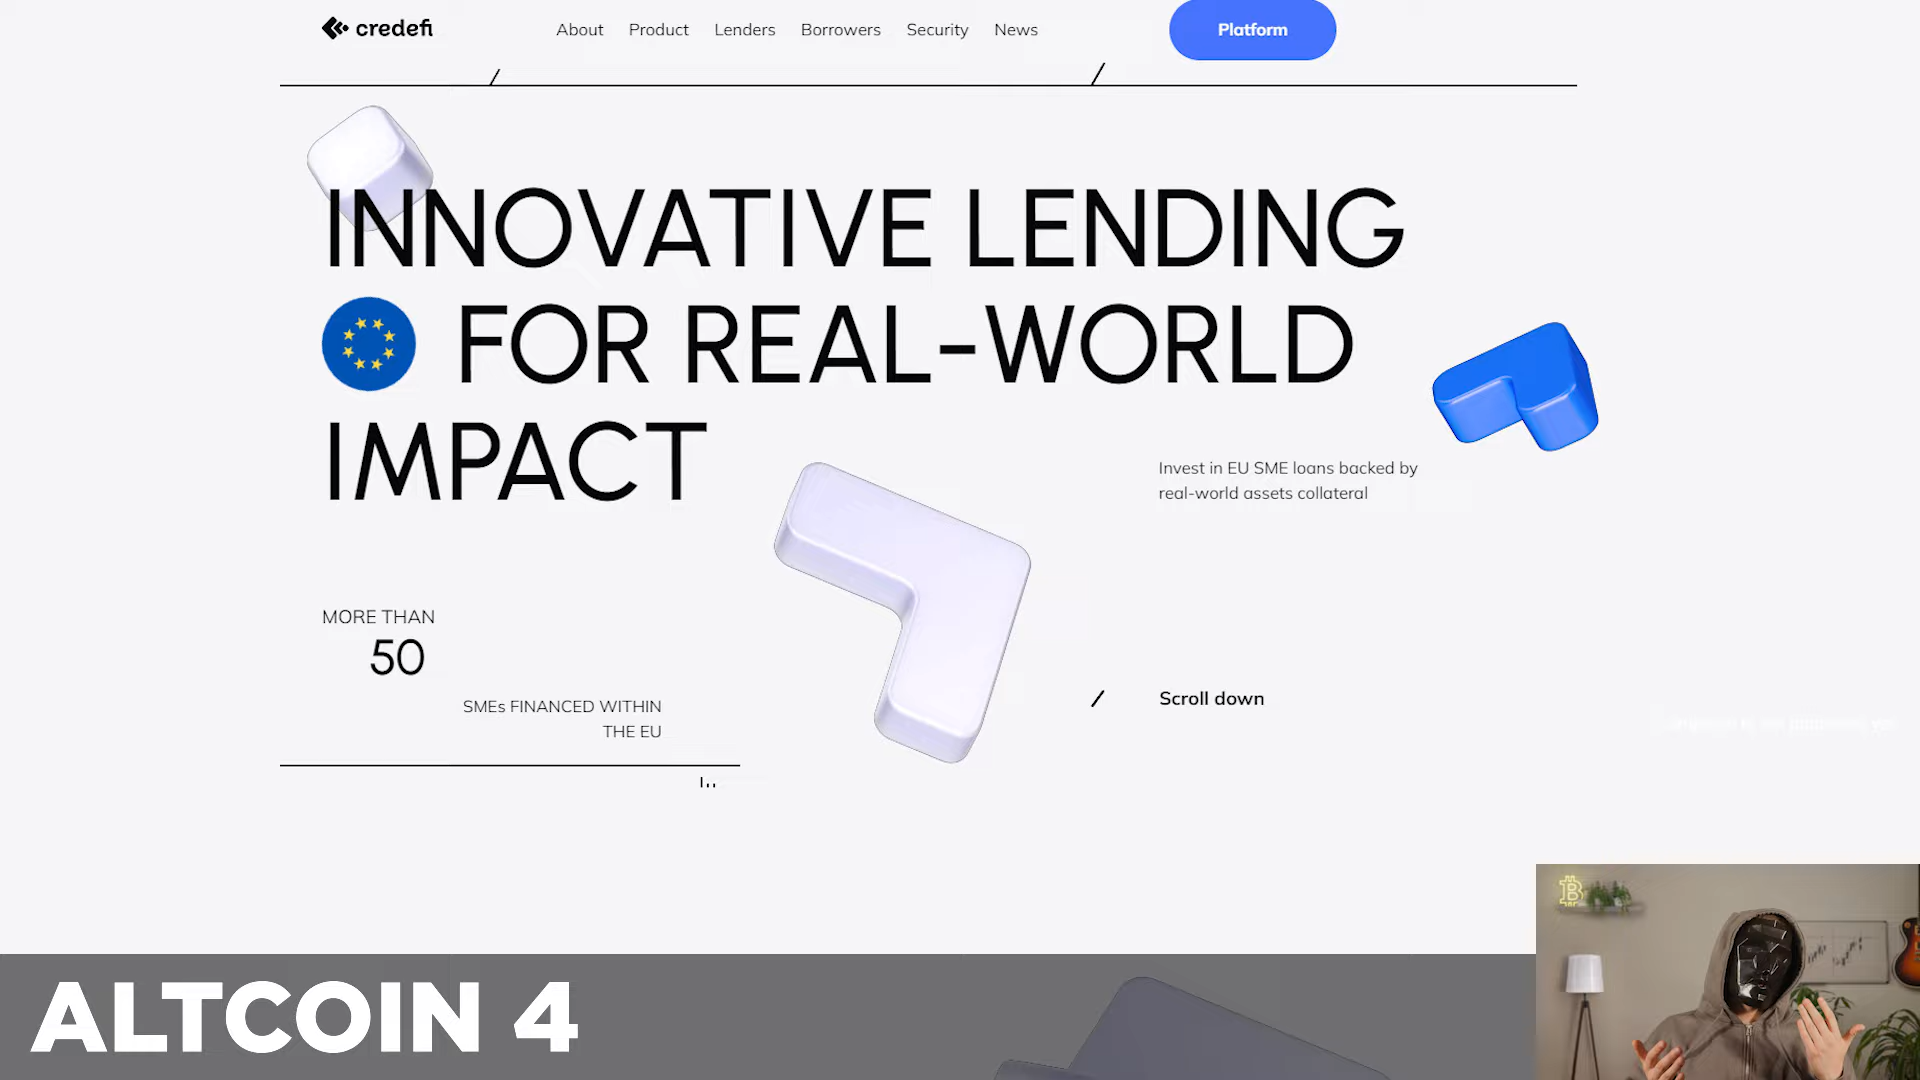 credefi
About Product Lenders Borrowers Security News
Platform
INNOVATIVE LENDING
FOR REAL-WORLD
IMPACT
Invest in EU SME loans backed by
real-world assets collateral
MORE THAN
50
SMEs FINANCED WITHIN
THE EU
Scroll down
ALTCOIN 4